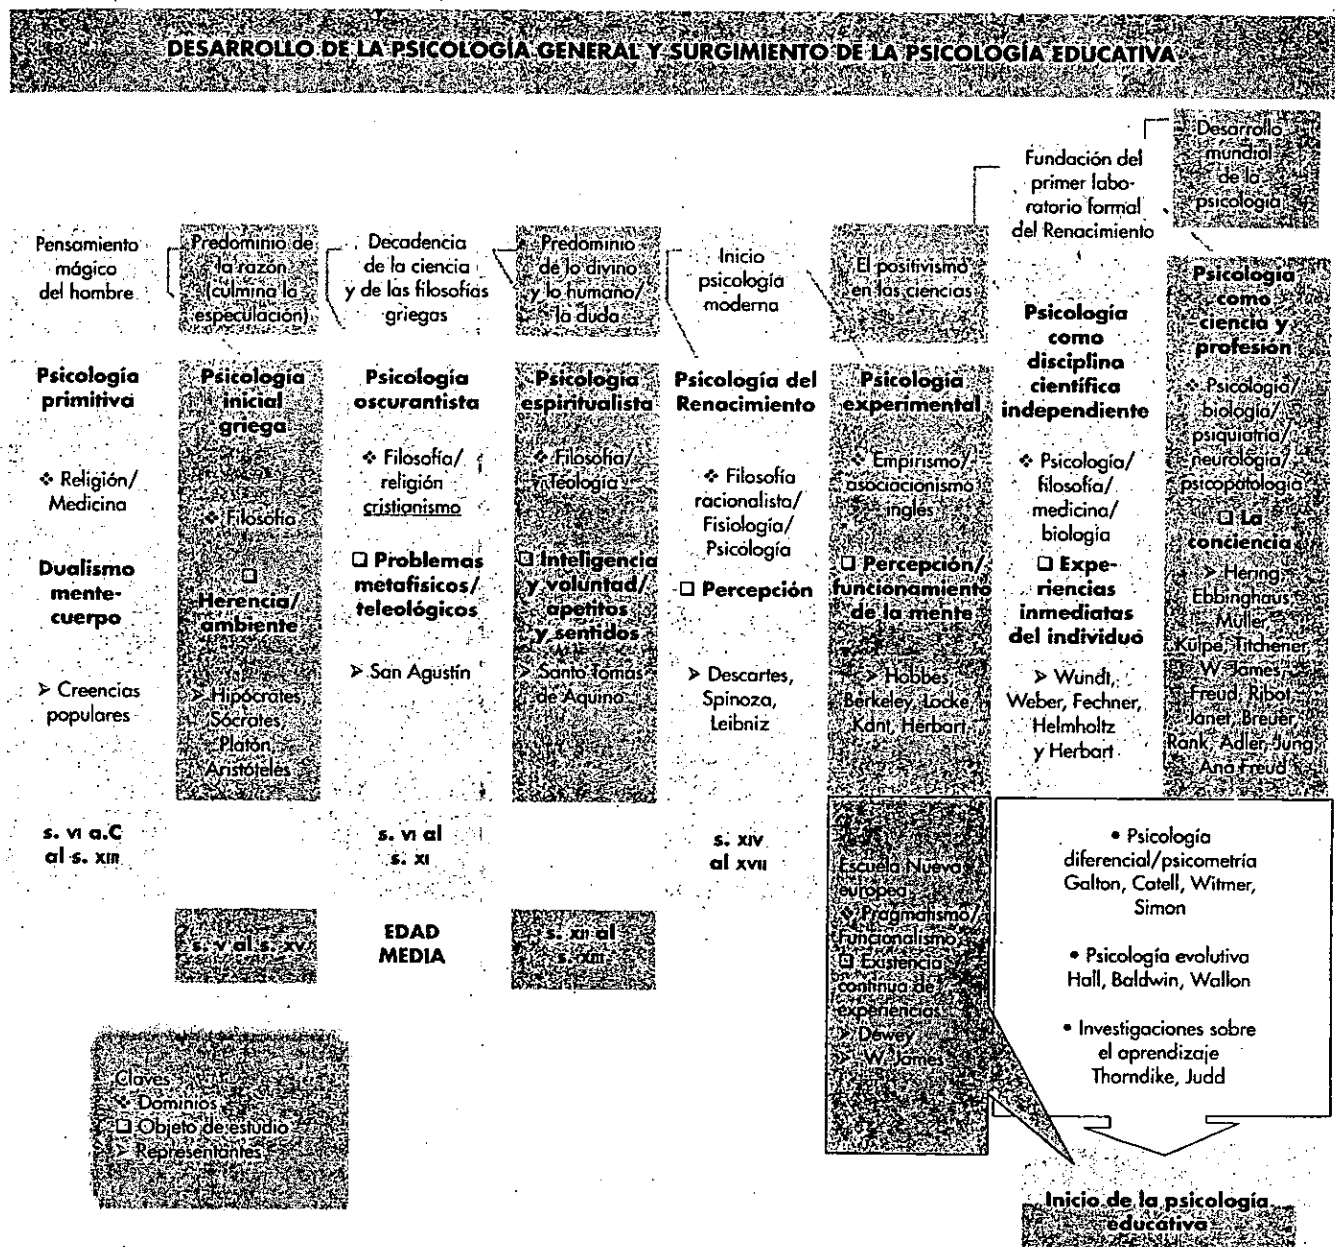 DESARROLLO DE LA PSICOLOGÍA GENERAL Y SURGIMIENTO DE LA PSICOLOGÍA EDUCATIVA
Pensamiento
mágico
del hombre
Psicología
primitiva
❖ Religión/
Medicina
Dualismo
mente-
cuerpo
➤ Creencias
populares
s. VI a.C
al s. XIII
Predominio de
la razón
(culmina la
especulación)
Psicología
inicial
griega
❖ Filosofía
❑
Herencia/
ambiente
➤ Hipócrates
Sócrates
Platón,
Aristóteles
s. V al s. XV
Decadencia
de la ciencia
y de las filosofías
griegas
Psicología
oscurantista
❖ Filosofía/
religión
cristianismo
❑ Problemas
metafísicos/
teleológicos
➤ San Agustín
s. VI al
s. XI
EDAD
MEDIA
Predominio
de lo divino
y lo humano/
la duda
Psicología
espiritualista
❖ Filosofía/
Teología
❑ Inteligencia
y voluntad/
apetitos
y sentidos
➤ Santo Tomás
de Aquino
s. XII al
s. XIII
Inicio
psicología
moderna
Psicología del
Renacimiento
❖ Filosofía
racionalista/
Fisiología/
Psicología
❑ Percepción
➤ Descartes,
Spinoza,
Leibniz
s. XIV
al XVII
El positivismo
en las ciencias
Psicología
experimental
❖ Empirismo/
asociacionismo
inglés
❑ Percepción/
funcionamiento
de la mente
➤ Hobbes,
Berkeley, Locke,
Kant, Herbart
Escuela Nueva
europea
❖ Pragmatismo/
Funcionalismo
❑ Existencia
continua de
experiencias
➤ Dewey
➤ W. James
Fundación del
primer labo-
ratorio formal
del Renacimiento
Psicología
como
disciplina
científica
independiente
❖ Psicología/
filosofía/
medicina/
biología
❑ Expe-
riencias
inmediatas
del individuo
➤ Wundt,
Weber, Fechner,
Helmholtz
y Herbart
Desarrollo
mundial
de la
psicología
Psicología
como
ciencia y
profesión
❖ Psicología/
biología/
psiquiatría/
neurología/
psicopatología
❑ La
conciencia
➤ Hering,
Ebbinghaus,
Müller,
Kulpe, Titchener,
W. James,
Freud, Ribot,
Janet, Breuer,
Rank, Adler, Jung,
Ana Freud
• Psicología
diferencial/psicometría
Galton, Catell, Witmer,
Simon
• Psicología evolutiva
Hall, Baldwin, Wallon
• Investigaciones sobre
el aprendizaje
Thorndike, Judd
Inicio de la psicología
educativa
Claves
❖ Dominios
❑ Objeto de estudio
➤ Representantes